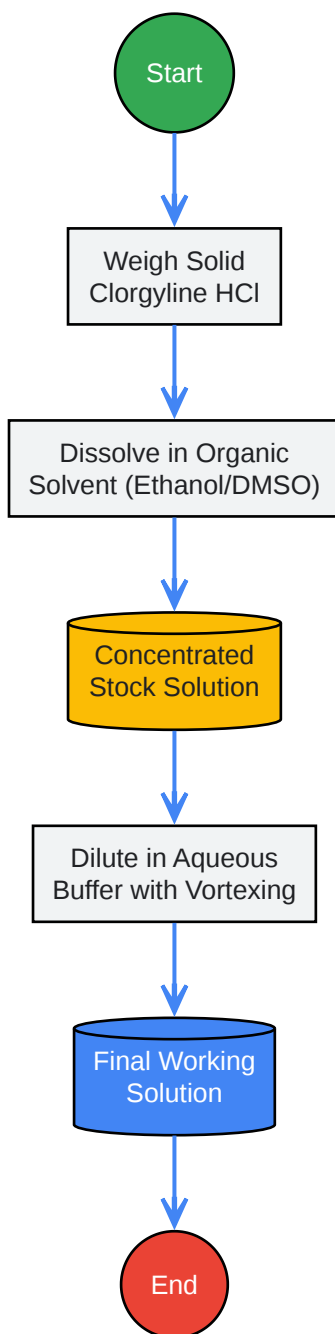 Start
Weigh Solid
Clorgyline HCl
Dissolve in Organic
Solvent (Ethanol/DMSO)
Concentrated
Stock Solution
Dilute in Aqueous
Buffer with Vortexing
Final Working
Solution
End